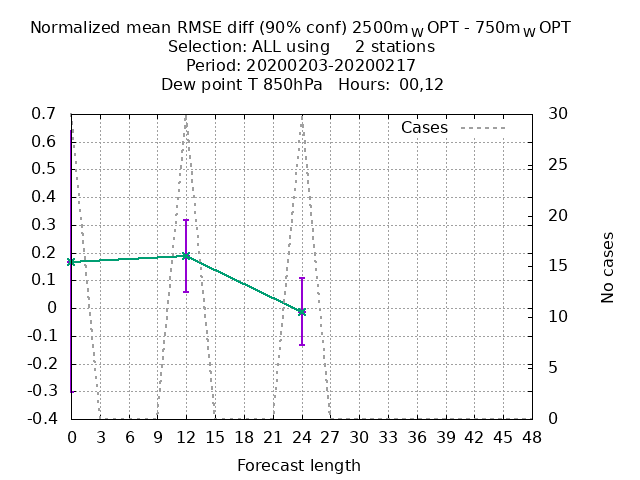 Normalized mean RMSE diff (90% conf) 2500m_W OPT - 750m_W OPT
Selection: ALL using     2 stations
Period: 20200203-20200217
Dew point T 850hPa   Hours: 00,12
Cases
0.7
0.6
0.5
0.4
0.3
0.2
0.1
0
-0.1
-0.2
-0.3
-0.4
30
25
20
15
10
5
0
No cases
0 3 6 9 12 15 18 21 24 27 30 33 36 39 42 45 48
Forecast length